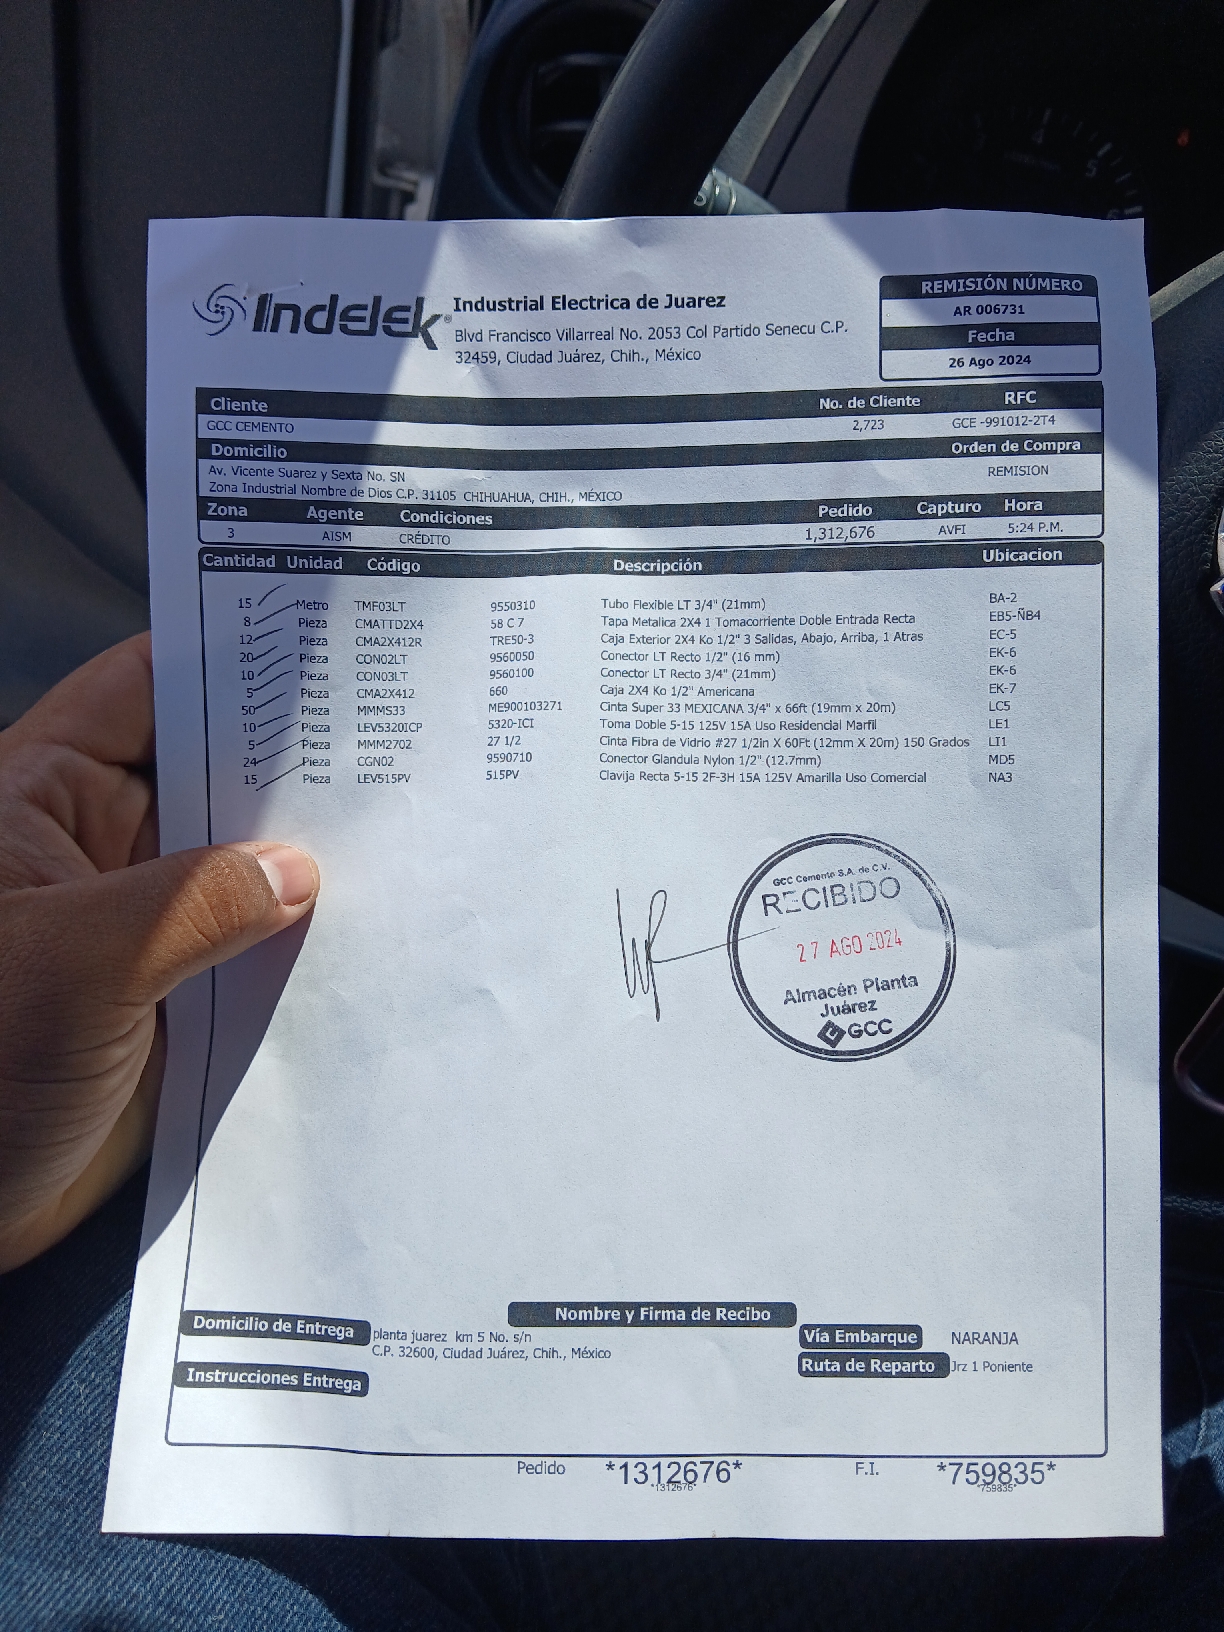 Indelek®
Industrial Electrica de Juarez
Blvd Francisco Villarreal No. 2053 Col Partido Senecu C.P.
32459, Ciudad Juárez, Chih., México
REMISIÓN NÚMERO
AR 006731
Fecha
26 Ago 2024
Cliente No. de Cliente RFC
GCC CEMENTO 2,723 GCE -991012-2T4
Domicilio Orden de Compra
Av. Vicente Suarez y Sexta No. SN REMISION
Zona Industrial Nombre de Dios C.P. 31105 CHIHUAHUA, CHIH., MÉXICO
Zona Agente Condiciones Pedido Capturo Hora
3 AISM CRÉDITO 1,312,676 AVFI 5:24 P.M.
Cantidad Unidad Código Descripción Ubicacion
15 Metro TMF03LT 9550310 Tubo Flexible LT 3/4" (21mm) BA-2
8 Pieza CMATTD2X4 58 C 7 Tapa Metalica 2X4 1 Tomacorriente Doble Entrada Recta EB5-ÑB4
12 Pieza CMA2X412R TRE50-3 Caja Exterior 2X4 Ko 1/2" 3 Salidas, Abajo, Arriba, 1 Atras EC-5
20 Pieza CON02LT 9560050 Conector LT Recto 1/2" (16 mm) EK-6
10 Pieza CON03LT 9560100 Conector LT Recto 3/4" (21mm) EK-6
5 Pieza CMA2X412 660 Caja 2X4 Ko 1/2" Americana EK-7
50 Pieza MMMS33 ME900103271 Cinta Super 33 MEXICANA 3/4" x 66ft (19mm x 20m) LC5
10 Pieza LEV5320ICP 5320-ICI Toma Doble 5-15 125V 15A Uso Residencial Marfil LE1
5 Pieza MMM2702 27 1/2 Cinta Fibra de Vidrio #27 1/2in X 60Ft (12mm X 20m) 150 Grados LI1
24 Pieza CGN02 9590710 Conector Glandula Nylon 1/2" (12.7mm) MD5
15 Pieza LEV515PV 515PV Clavija Recta 5-15 2F-3H 15A 125V Amarilla Uso Comercial NA3
GCC Cemento S.A. de C.V.
RECIBIDO
27 AGO 2024
Almacén Planta
Juárez
GCC
Nombre y Firma de Recibo
Domicilio de Entrega planta juarez km 5 No. s/n
C.P. 32600, Ciudad Juárez, Chih., México
Vía Embarque NARANJA
Ruta de Reparto Jrz 1 Poniente
Instrucciones Entrega
Pedido *1312676* F.I. *759835*
*1312676* *759835*